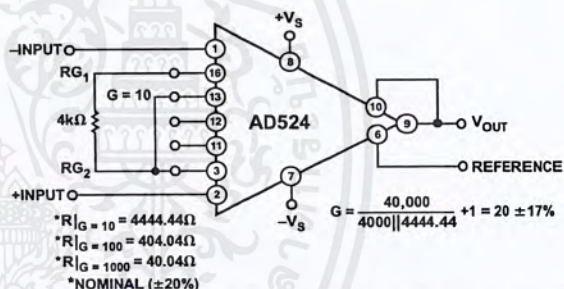 +VS
–INPUT
1
8
RG1
16
G = 10
13
10
4kΩ
12
AD524
9
VOUT
11
6
RG2
3
REFERENCE
+INPUT
2
7
–VS
G = 40,000 / 4000||4444.44 +1 = 20 ±17%
*R|G = 10 = 4444.44Ω
*R|G = 100 = 404.04Ω
*R|G = 1000 = 40.04Ω
*NOMINAL (±20%)